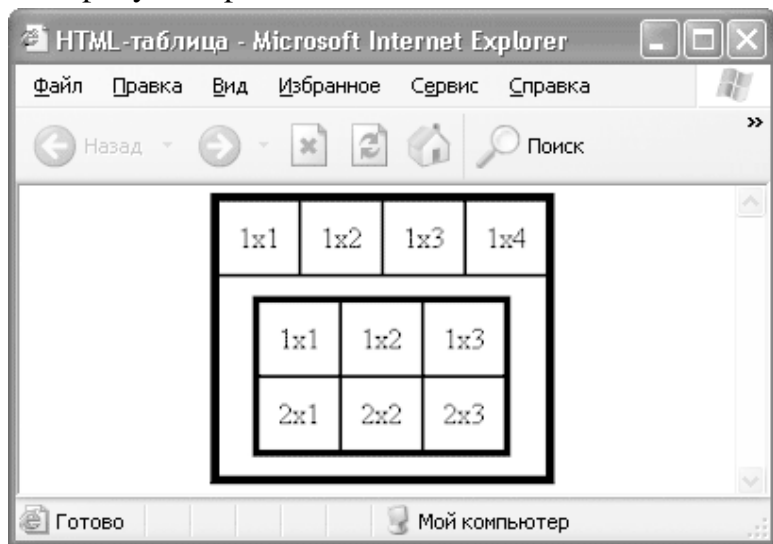 HTML-таблица - Microsoft Internet Explorer
Файл Правка Вид Избранное Сервис Справка
Назад Поиск »
1x1 1x2 1x3 1x4
1x1 1x2 1x3
2x1 2x2 2x3
Готово Мой компьютер